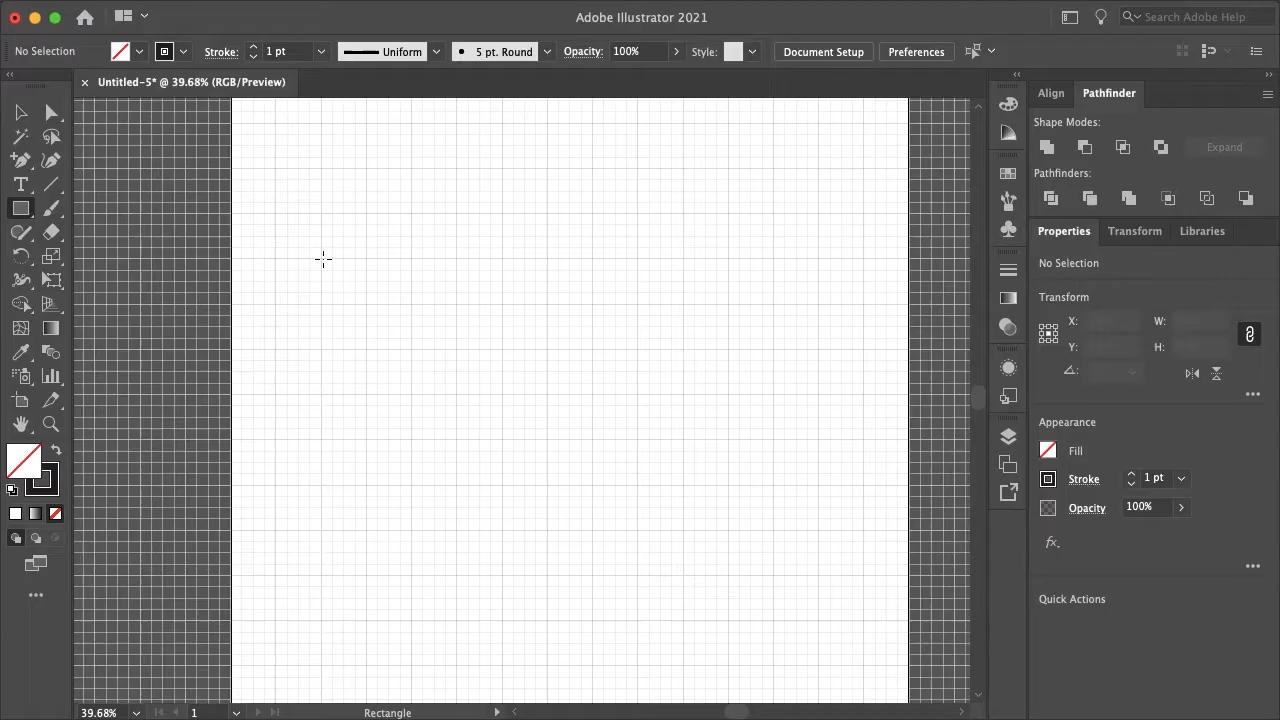 Adobe Illustrator 2021
Search Adobe Help
No Selection
Stroke:
1 pt
Uniform
5 pt. Round
Opacity:
100%
Style:
Document Setup
Preferences
Untitled-5* @ 39.68% (RGB/Preview)
Align
Pathfinder
Shape Modes:
Expand
Pathfinders:
Properties
Transform
Libraries
No Selection
Transform
X:
W:
Y:
H:
Appearance
Fill
Stroke
1 pt
Opacity
100%
fx.
Quick Actions
39.68%
1
Rectangle